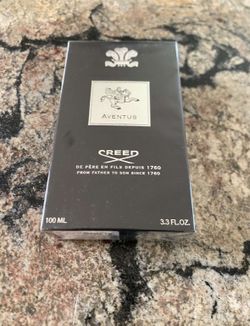 AVENTUS
CREED
DE PÈRE EN FILS DEPUIS 1760
FROM FATHER TO SON SINCE 1760
100 ML 3.3 FL.OZ.